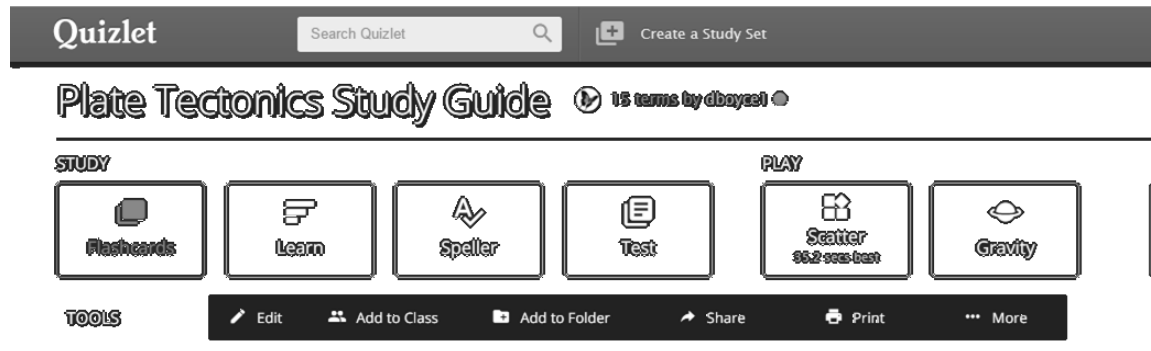 Quizlet Search Quizlet Create a Study Set
Plate Tectonics Study Guide 15 terms by dboyce1
STUDY PLAY
Flashcards Learn Speller Test Scatter Gravity
35.2 secs best
TOOLS Edit Add to Class Add to Folder Share Print More